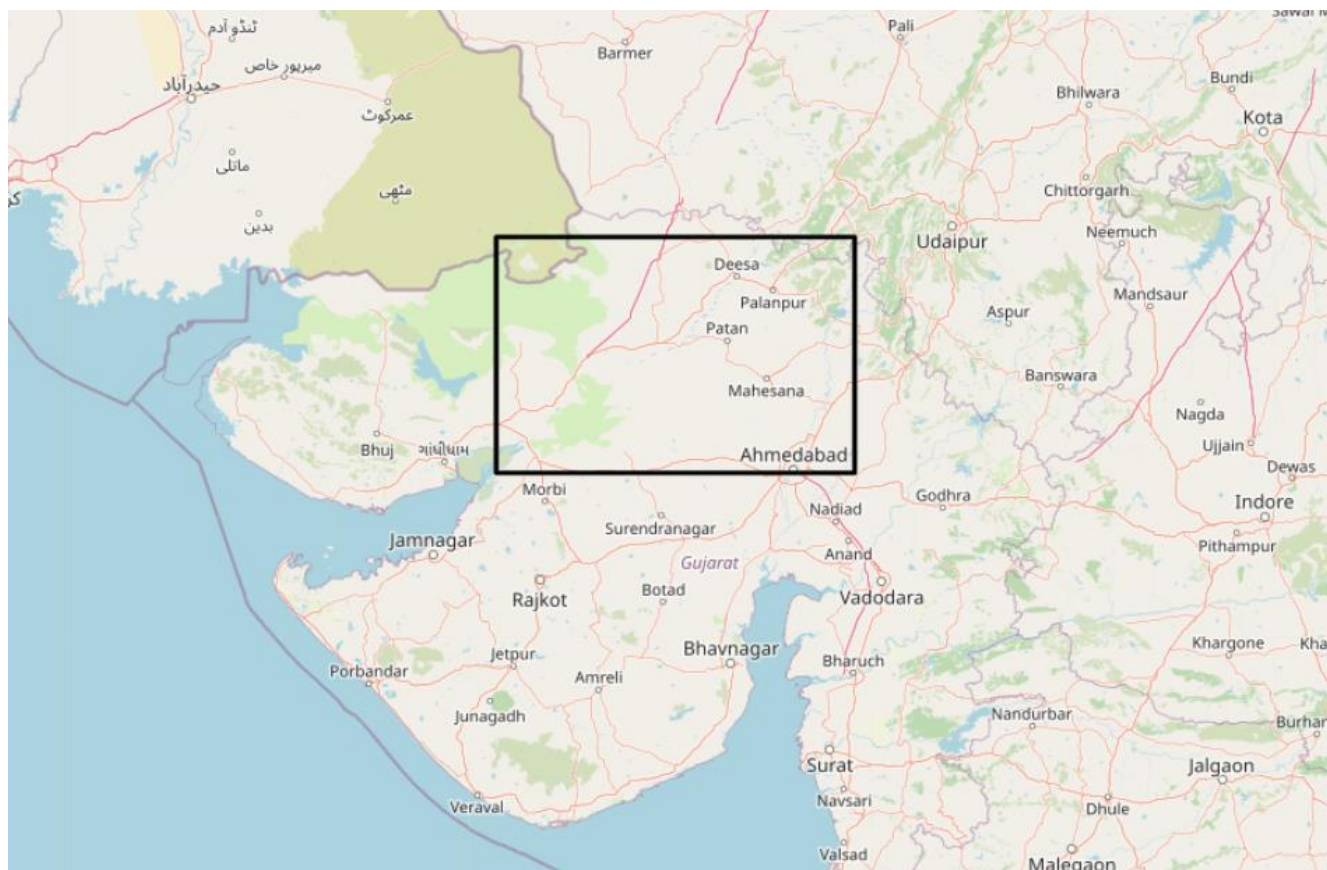 ٹنڈو آدم
میرپور خاص
حیدرآباد
عمرکوٹ
ماتلی
مٹھی
بدین
Barmer
Pali
Bhilwara
Bundi
Kota
Chittorgarh
Udaipur
Neemuch
Deesa
Palanpur
Patan
Mahesana
Aspur
Mandsaur
Banswara
Nagda
Ujjain
Dewas
Bhuj
ગાંધીધામ
Ahmedabad
Morbi
Surendranagar
Nadiad
Godhra
Indore
Pithampur
Jamnagar
Anand
Gujarat
Rajkot
Botad
Vadodara
Jetpur
Bhavnagar
Bharuch
Khargone
Porbandar
Amreli
Junagadh
Nandurbar
Surat
Jalgaon
Navsari
Dhule
Veraval
Valsad
Malegaon